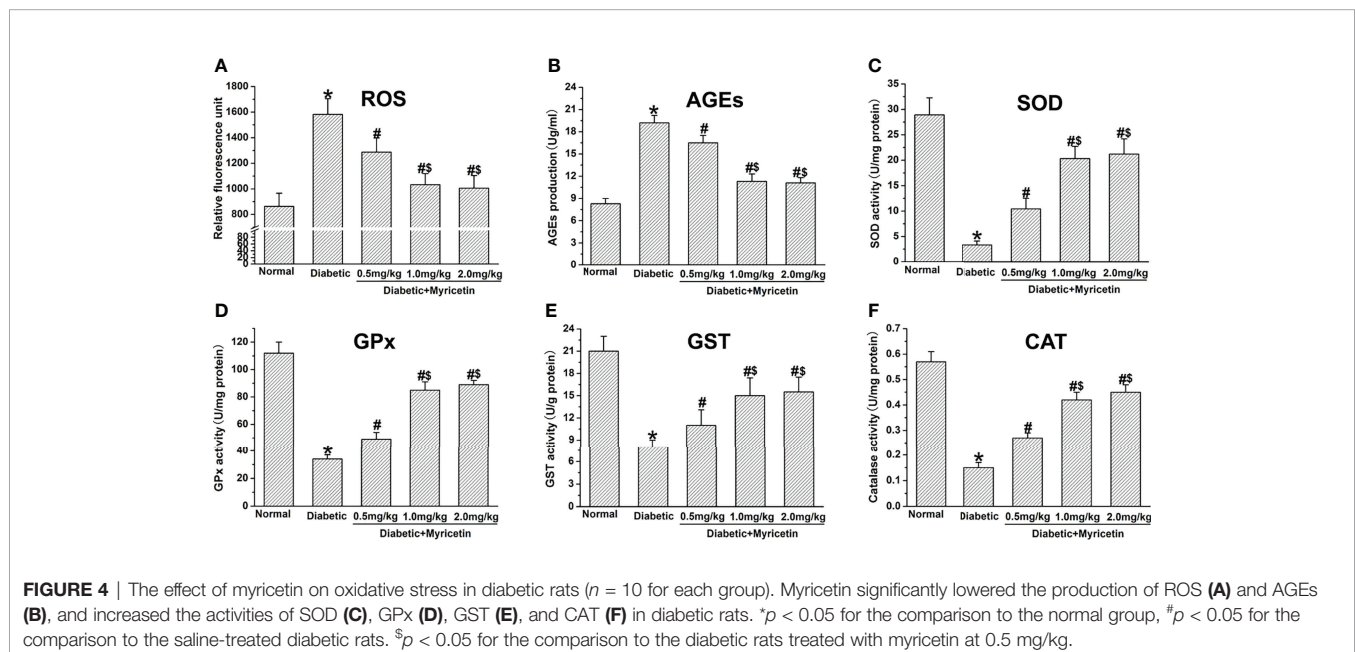 A
ROS
Relative fluorescence unit
1800
1600
1400
1200
1000
800
80
60
40
20
0
*
#
#$
#$
Normal Diabetic 0.5mg/kg 1.0mg/kg 2.0mg/kg
Diabetic+Myricetin
B
AGEs
AGEs production (Ug/ml)
24
21
18
15
12
9
6
3
0
*
#
#$
#$
Normal Diabetic 0.5mg/kg 1.0mg/kg 2.0mg/kg
Diabetic+Myricetin
C
SOD
SOD activity (U/mg protein)
35
30
25
20
15
10
5
0
*
#
#$
#$
Normal Diabetic 0.5mg/kg 1.0mg/kg 2.0mg/kg
Diabetic+Myricetin
D
GPx
GPx activity (U/mg protein)
120
100
80
60
40
20
0
*
#
#$
#$
Normal Diabetic 0.5mg/kg 1.0mg/kg 2.0mg/kg
Diabetic+Myricetin
E
GST
GST activity (U/g protein)
24
21
18
15
12
9
6
3
0
*
#
#$
#$
Normal Diabetic 0.5mg/kg 1.0mg/kg 2.0mg/kg
Diabetic+Myricetin
F
CAT
Catalase activity (U/mg protein)
0.7
0.6
0.5
0.4
0.3
0.2
0.1
0.0
*
#
#$
#$
Normal Diabetic 0.5mg/kg 1.0mg/kg 2.0mg/kg
Diabetic+Myricetin
FIGURE 4 | The effect of myricetin on oxidative stress in diabetic rats (n = 10 for each group). Myricetin significantly lowered the production of ROS (A) and AGEs
(B), and increased the activities of SOD (C), GPx (D), GST (E), and CAT (F) in diabetic rats. *p < 0.05 for the comparison to the normal group, #p < 0.05 for the
comparison to the saline-treated diabetic rats. $p < 0.05 for the comparison to the diabetic rats treated with myricetin at 0.5 mg/kg.